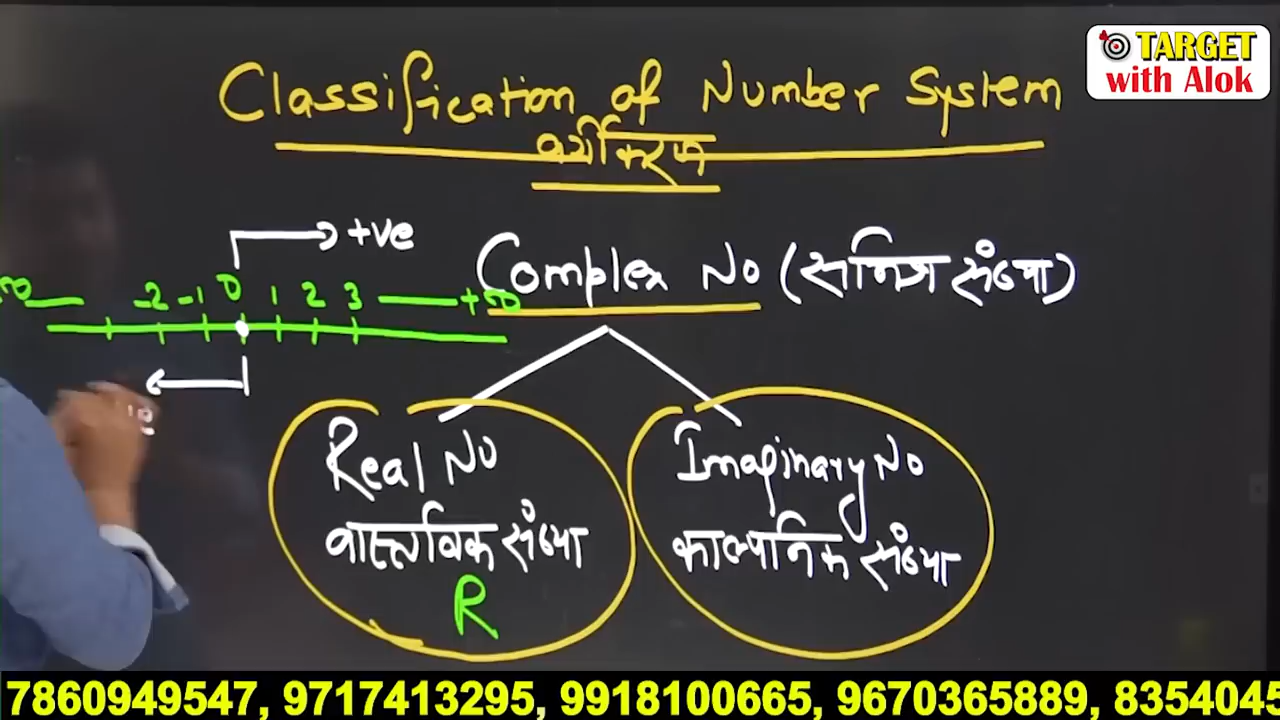 TARGET
with Alok
Classification of Number System
वर्गीकरण
+ve
Complex No (सम्मिश्र संख्या)
-2 -1 0 1 2 3 +∞
Real No
वास्तविक संख्या
R
Imaginary No
काल्पनिक संख्या
7860949547, 9717413295, 9918100665, 9670365889, 8354045